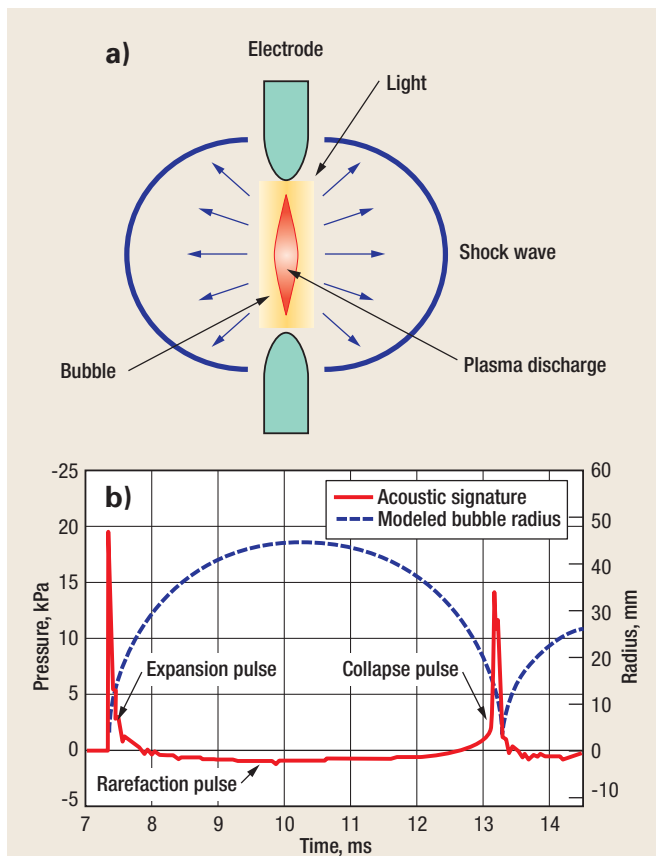 a)
Electrode
Light
Shock wave
Bubble
Plasma discharge
b)
Acoustic signature
Modeled bubble radius
Expansion pulse
Collapse pulse
Rarefaction pulse
Pressure, kPa
-25
20
15
10
5
0
-5
Radius, mm
60
50
40
30
20
10
0
-10
7 8 9 10 11 12 13 14
Time, ms